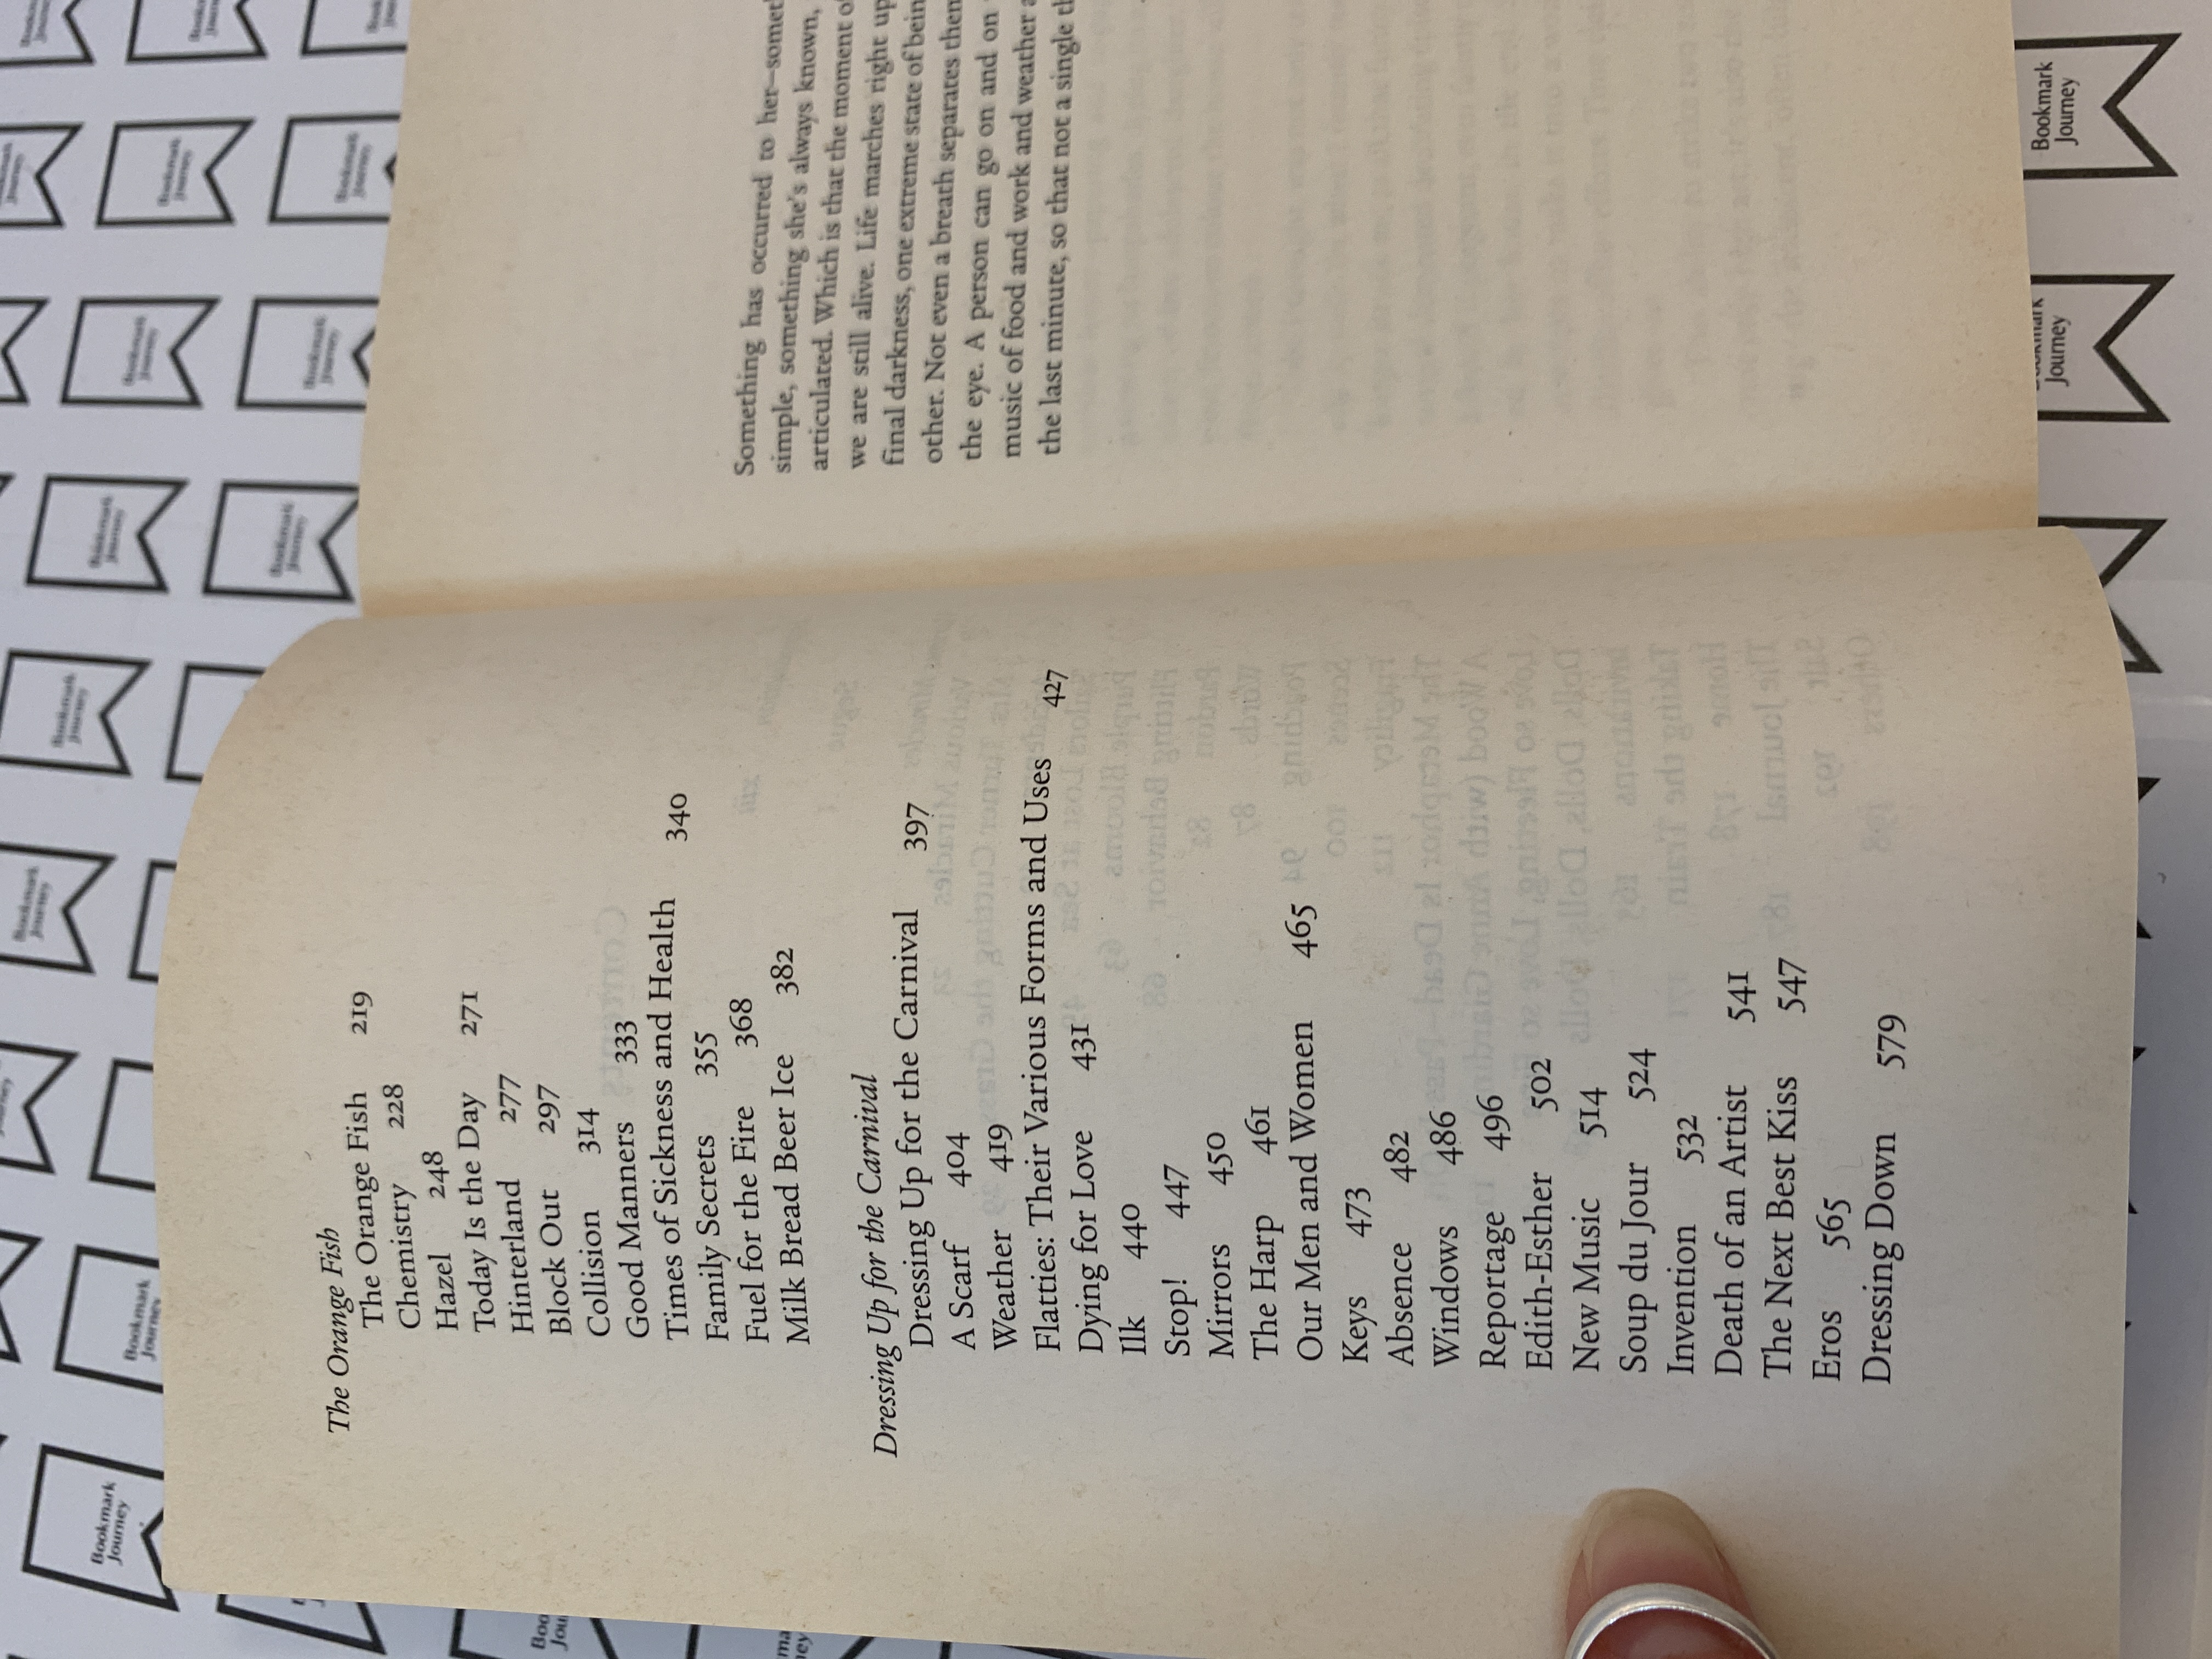 The Orange Fish
The Orange Fish 219
Chemistry 228
Hazel 248
Today Is the Day 271
Hinterland 277
Block Out 297
Collision 314
Good Manners 333
Times of Sickness and Health 340
Family Secrets 355
Fuel for the Fire 368
Milk Bread Beer Ice 382
Dressing Up for the Carnival
Dressing Up for the Carnival 397
A Scarf 404
Weather 419
Flatties: Their Various Forms and Uses 427
Dying for Love 431
Ilk 440
Stop! 447
Mirrors 450
The Harp 461
Our Men and Women 465
Keys 473
Absence 482
Windows 486
Reportage 496
Edith-Esther 502
New Music 514
Soup du Jour 524
Invention 532
Death of an Artist 541
The Next Best Kiss 547
Eros 565
Dressing Down 579
Something has occurred to her—somet
simple, something she's always known,
articulated. Which is that the moment o
we are still alive. Life marches right up
final darkness, one extreme state of bein
other. Not even a breath separates them
the eye. A person can go on and on
music of food and work and weather a
the last minute, so that not a single th
Bookmark
Journey
Journey
Bookmark
Journey
Bookmark
Journey